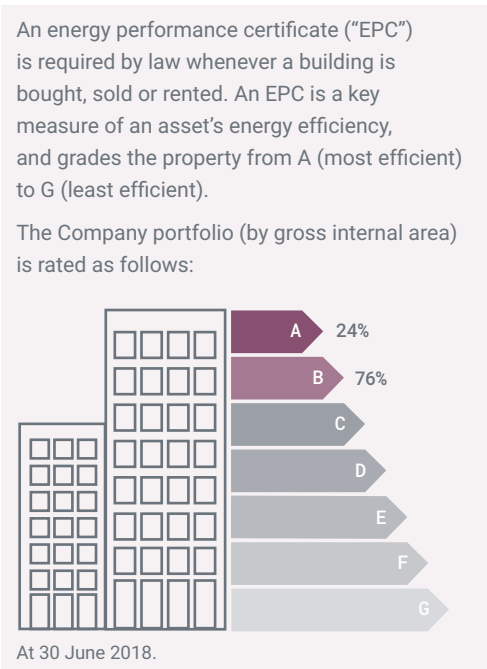 An energy performance certificate (“EPC”)
is required by law whenever a building is
bought, sold or rented. An EPC is a key
measure of an asset’s energy efficiency,
and grades the property from A (most efficient)
to G (least efficient).
The Company portfolio (by gross internal area)
is rated as follows:
A 24%
B 76%
C
D
E
F
G
At 30 June 2018.